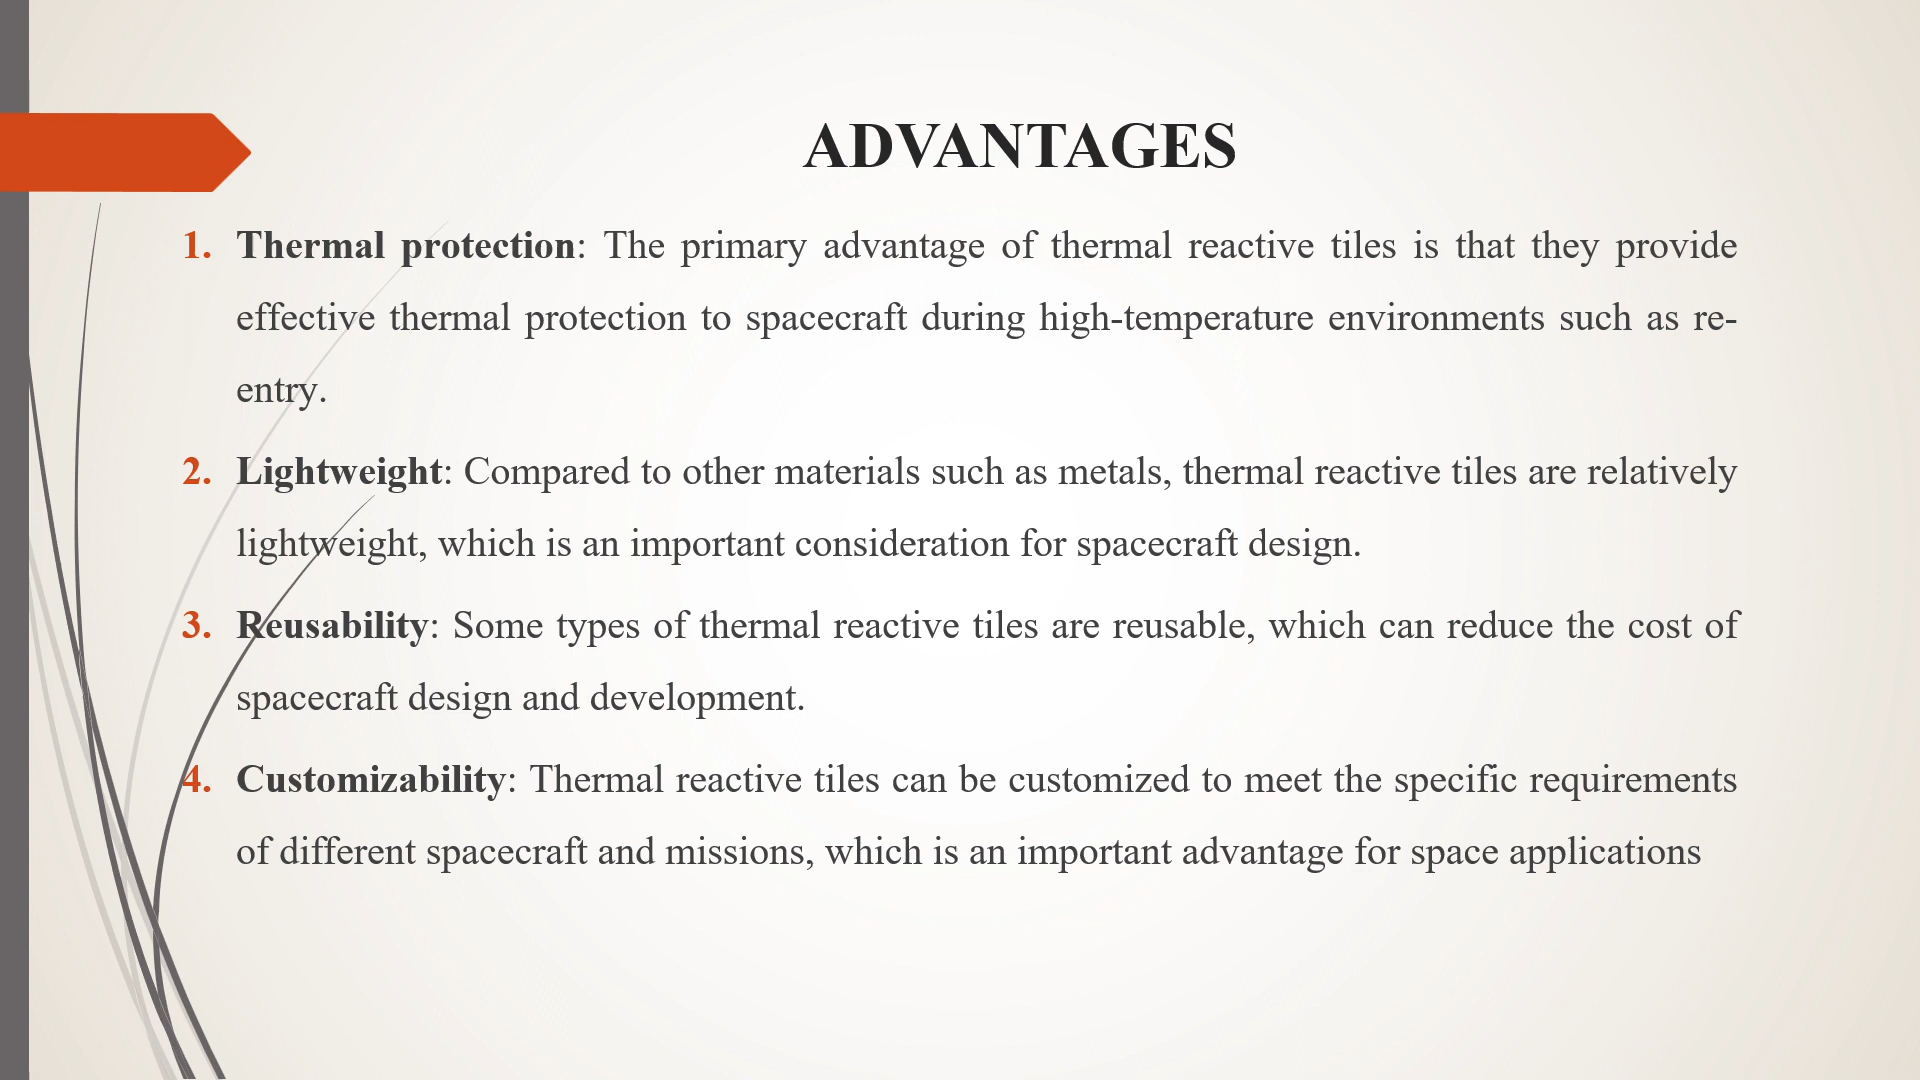 ADVANTAGES
1. Thermal protection: The primary advantage of thermal reactive tiles is that they provide
effective thermal protection to spacecraft during high-temperature environments such as re-
entry.
2. Lightweight: Compared to other materials such as metals, thermal reactive tiles are relatively
lightweight, which is an important consideration for spacecraft design.
3. Reusability: Some types of thermal reactive tiles are reusable, which can reduce the cost of
spacecraft design and development.
4. Customizability: Thermal reactive tiles can be customized to meet the specific requirements
of different spacecraft and missions, which is an important advantage for space applications